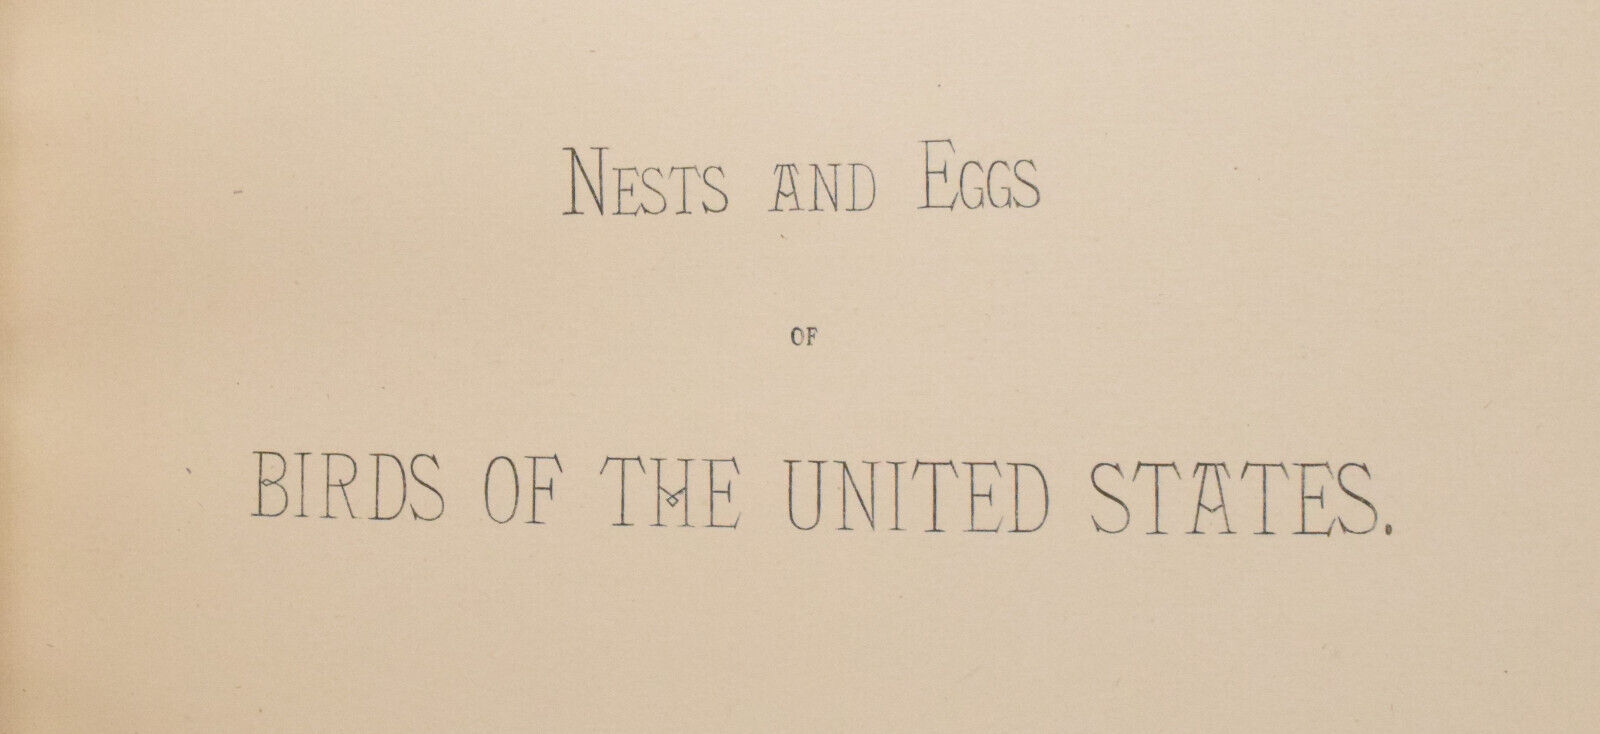 Nests and Eggs
OF
BIRDS OF THE UNITED STATES.